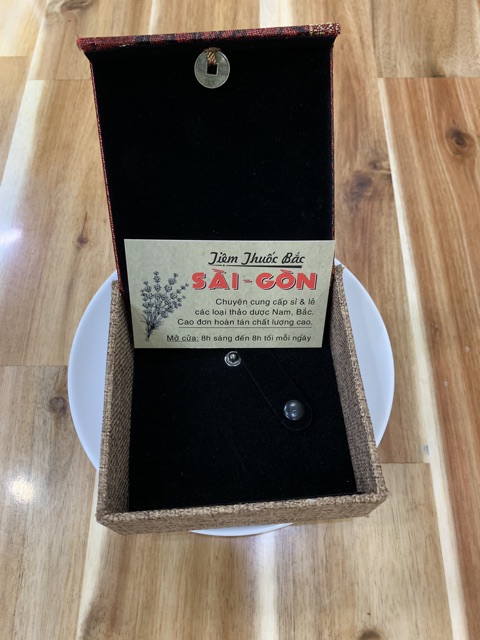 Tiệm Thuốc Bắc
SÀI-GÒN
Chuyên cung cấp sỉ & lẻ
các loại thảo dược Nam, Bắc.
Cao đơn hoàn tán chất lượng cao.
Mở cửa: 8h sáng đến 8h tối mỗi ngày